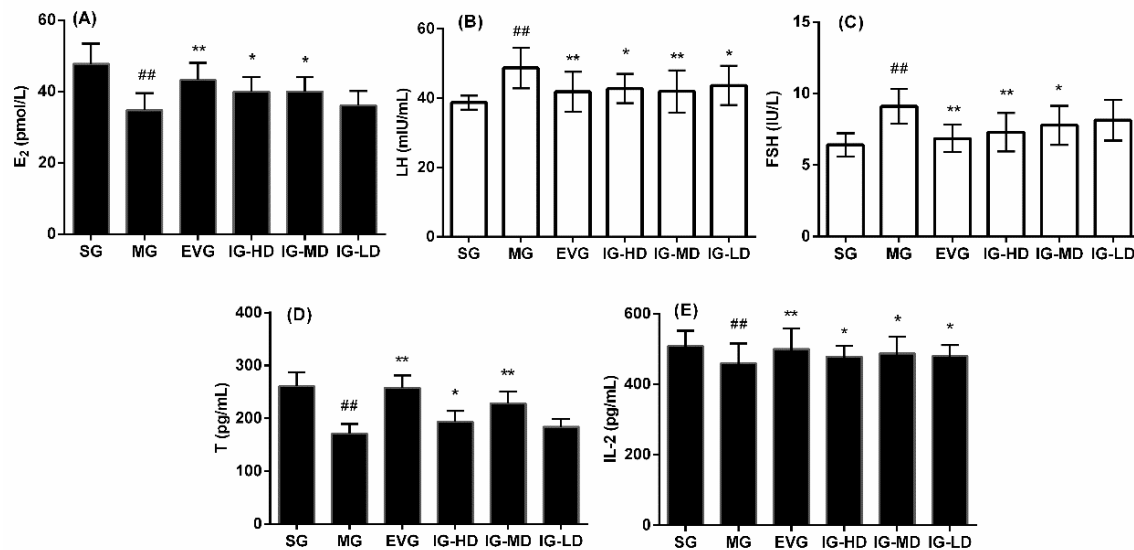 (A)
60
40
20
0
E₂ (pmol/L)
##
**
*
*
SG MG EVG IG-HD IG-MD IG-LD
(B)
60
40
20
0
LH (mIU/mL)
##
**
*
**
*
SG MG EVG IG-HD IG-MD IG-LD
(C)
15
10
5
0
FSH (IU/L)
##
**
**
*
SG MG EVG IG-HD IG-MD IG-LD
(D)
400
300
200
100
0
T (pg/mL)
##
**
*
**
SG MG EVG IG-HD IG-MD IG-LD
(E)
600
400
200
0
IL-2 (pg/mL)
##
**
*
*
*
SG MG EVG IG-HD IG-MD IG-LD